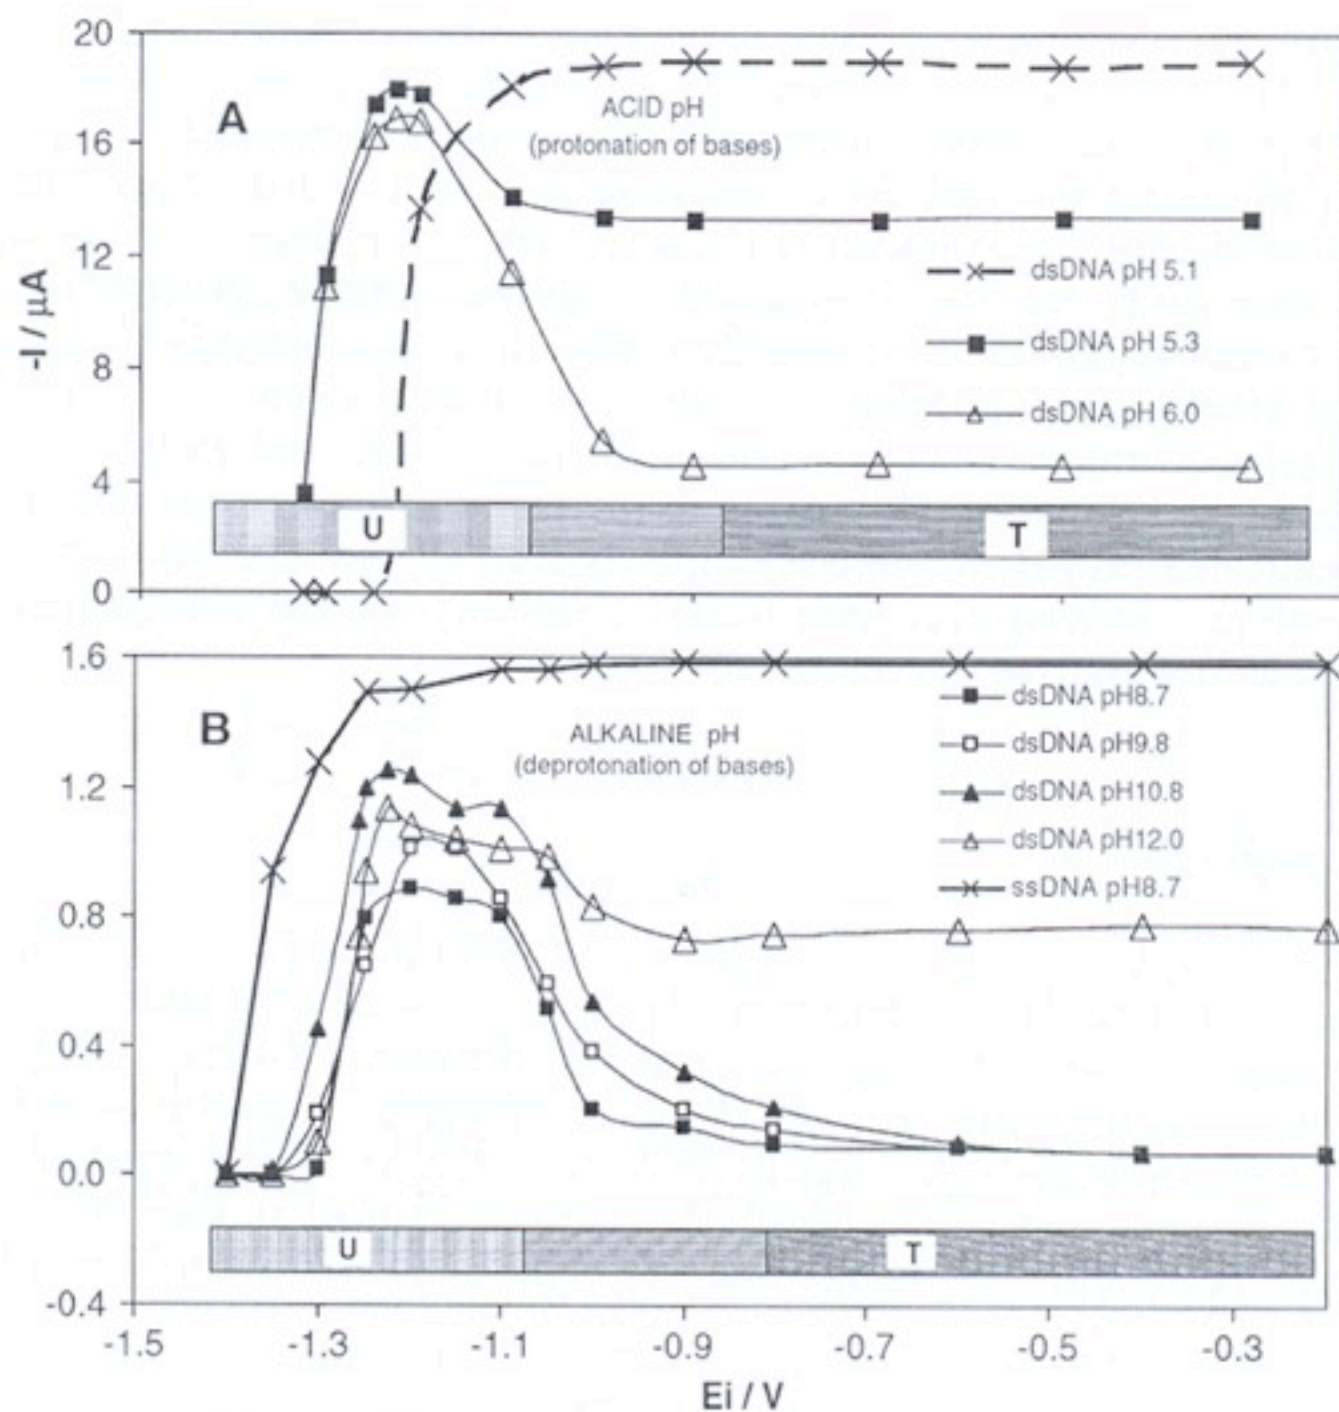 20
16
12
8
4
0
-I / µA
A
ACID pH
(protonation of bases)
dsDNA pH 5.1
dsDNA pH 5.3
dsDNA pH 6.0
U
T
1.6
1.2
0.8
0.4
0.0
-0.4
B
ALKALINE pH
(deprotonation of bases)
dsDNA pH8.7
dsDNA pH9.8
dsDNA pH10.8
dsDNA pH12.0
ssDNA pH8.7
U
T
-1.5
-1.3
-1.1
-0.9
-0.7
-0.5
-0.3
Ei / V